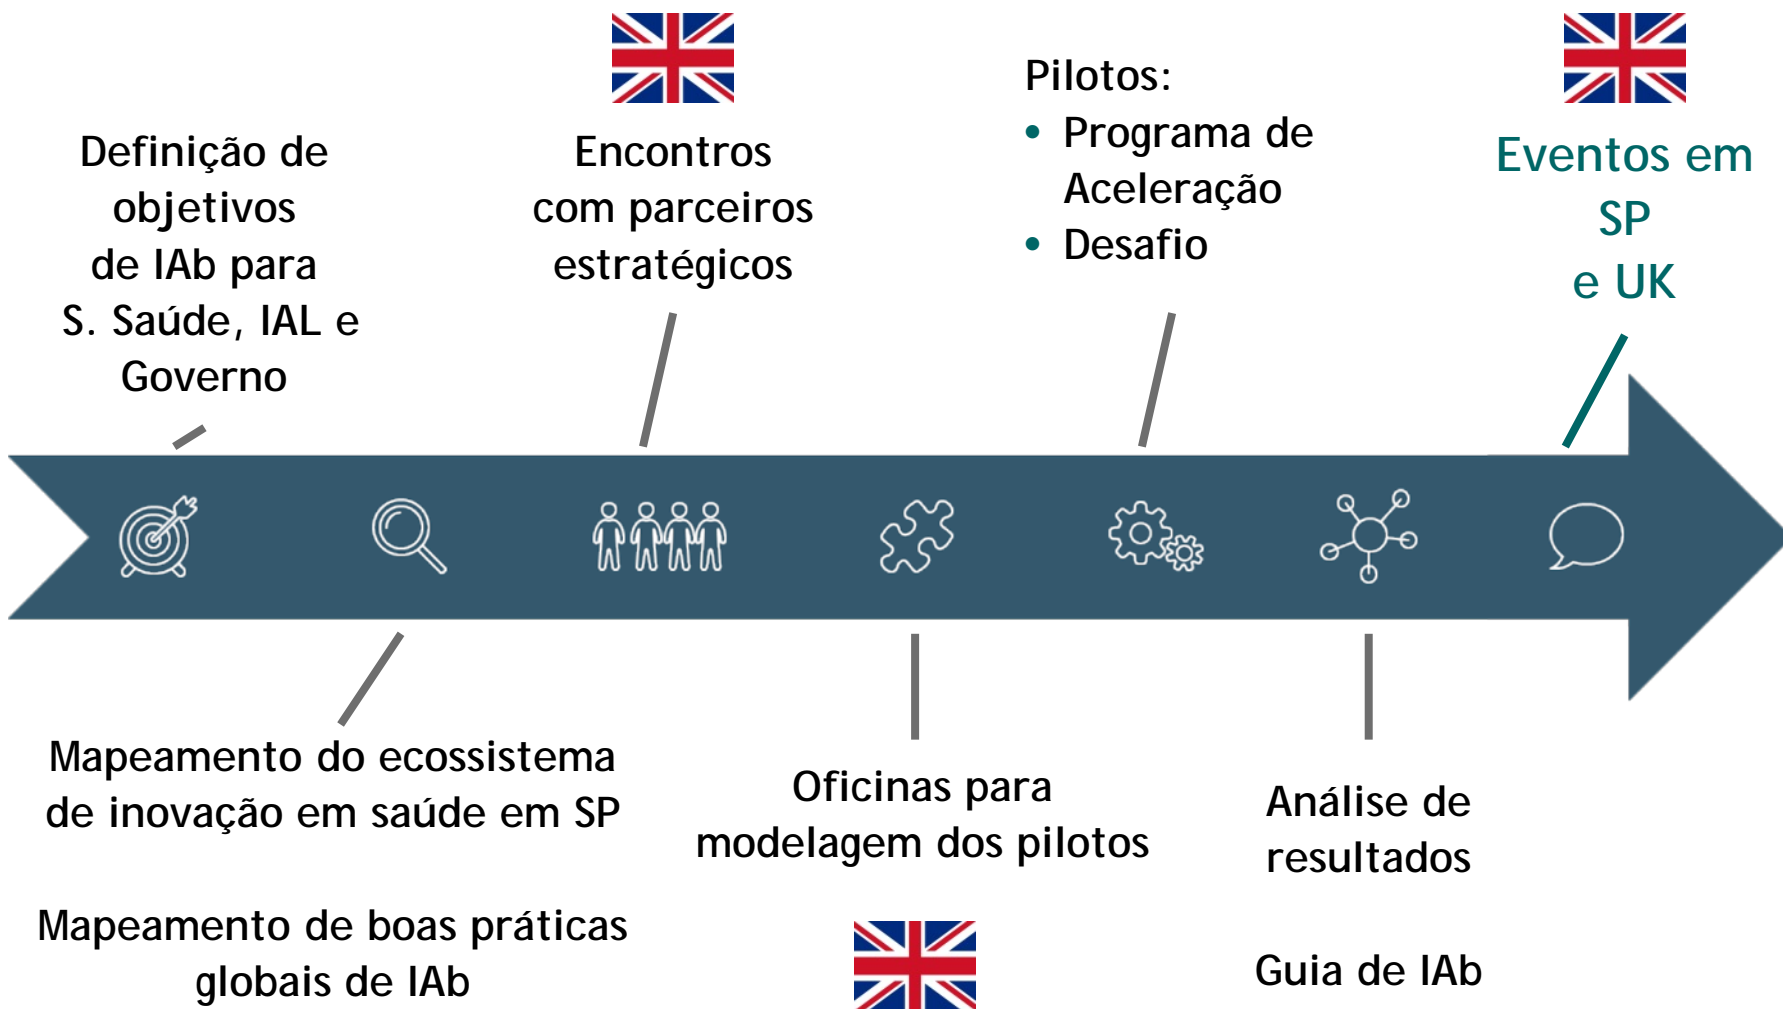 Definição de
objetivos
de IAb para
S. Saúde, IAL e
Governo
Encontros
com parceiros
estratégicos
Pilotos:
• Programa de
Aceleração
• Desafio
Eventos em
SP
e UK
Mapeamento do ecossistema
de inovação em saúde em SP
Mapeamento de boas práticas
globais de IAb
Oficinas para
modelagem dos pilotos
Análise de
resultados
Guia de IAb